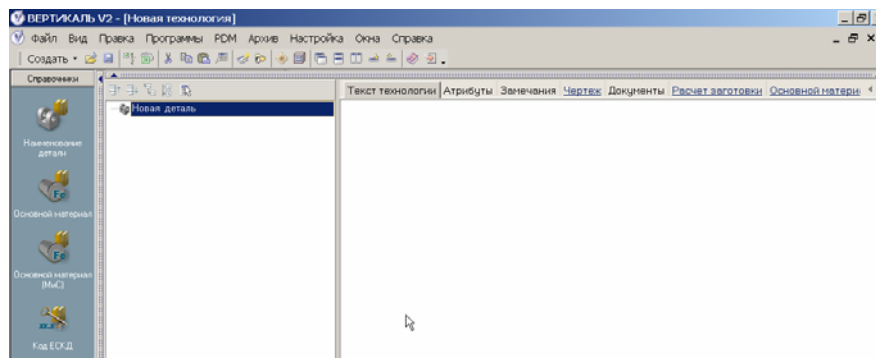 ВЕРТИКАЛЬ V2 - [Новая технология]
Файл Вид Правка Программы PDM Архив Настройка Окна Справка
Создать
Справочники
Текст технологии Атрибуты Замечания Чертеж Документы Расчет заготовки Основной матери
Новая деталь
Наименование
детали
Основной материал
Основной материал
(МиС)
Код ЕСКД